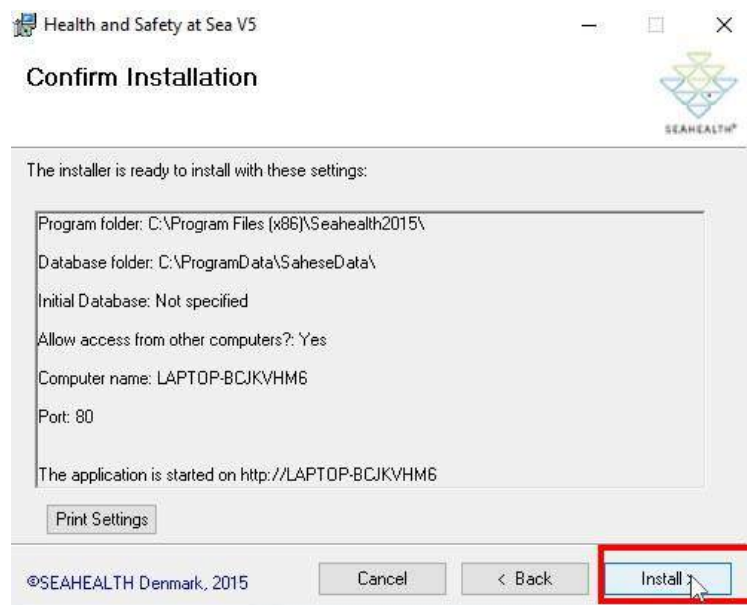 Health and Safety at Sea V5
Confirm Installation
SEAHEALTH
The installer is ready to install with these settings:
Program folder: C:\Program Files (x86)\Seahealth2015\
Database folder: C:\ProgramData\SaheseData\
Initial Database: Not specified
Allow access from other computers?: Yes
Computer name: LAPTOP-BCJKVHM6
Port: 80
The application is started on http://LAPTOP-BCJKVHM6
Print Settings
©SEAHEALTH Denmark, 2015 Cancel < Back Install >